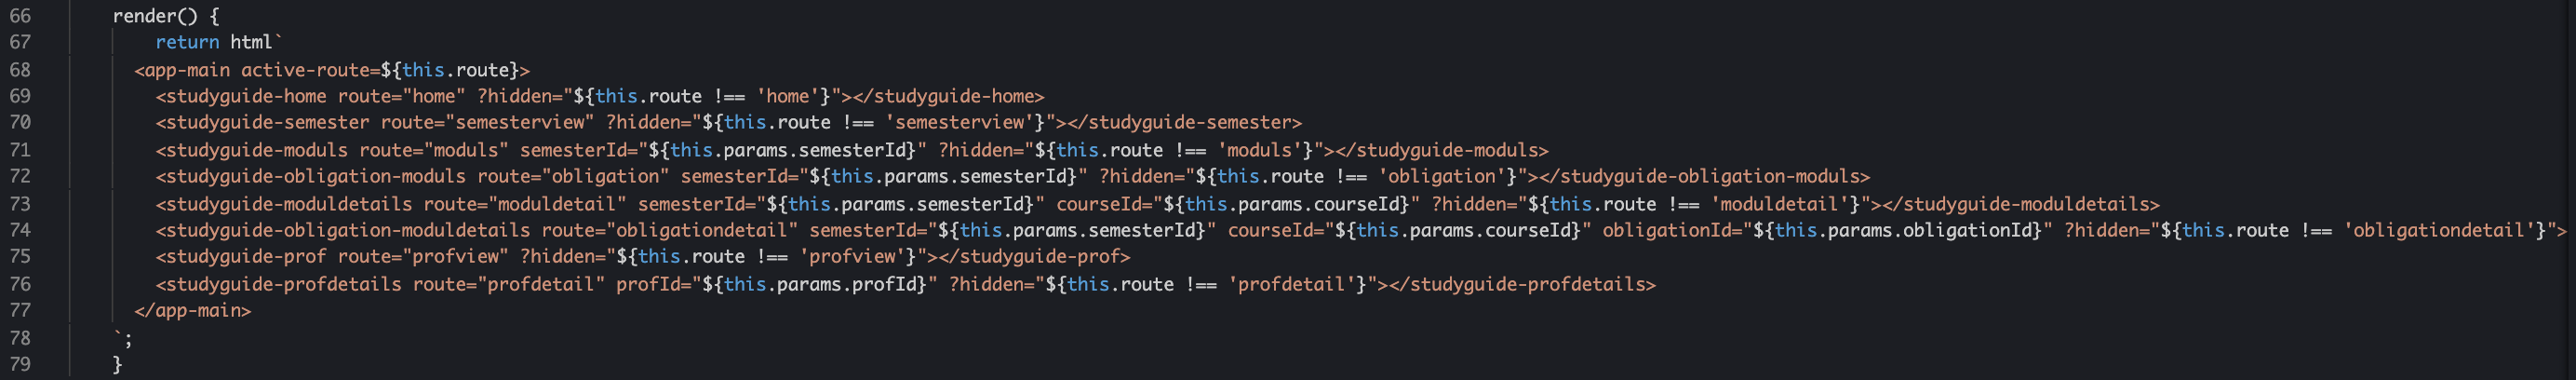 66 render() {
67 return html`
68 <app-main active-route=${this.route}>
69 <studyguide-home route="home" ?hidden="${this.route !== 'home'}"></studyguide-home>
70 <studyguide-semester route="semesterview" ?hidden="${this.route !== 'semesterview'}"></studyguide-semester>
71 <studyguide-moduls route="moduls" semesterId="${this.params.semesterId}" ?hidden="${this.route !== 'moduls'}"></studyguide-moduls>
72 <studyguide-obligation-moduls route="obligation" semesterId="${this.params.semesterId}" ?hidden="${this.route !== 'obligation'}"></studyguide-obligation-moduls>
73 <studyguide-moduldetails route="moduldetail" semesterId="${this.params.semesterId}" courseId="${this.params.courseId}" ?hidden="${this.route !== 'moduldetail'}"></studyguide-moduldetails>
74 <studyguide-obligation-moduldetails route="obligationdetail" semesterId="${this.params.semesterId}" courseId="${this.params.courseId}" obligationId="${this.params.obligationId}" ?hidden="${this.route !== 'obligationdetail'}">
75 <studyguide-prof route="profview" ?hidden="${this.route !== 'profview'}"></studyguide-prof>
76 <studyguide-profdetails route="profdetail" profId="${this.params.profId}" ?hidden="${this.route !== 'profdetail'}"></studyguide-profdetails>
77 </app-main>
78 `;
79 }